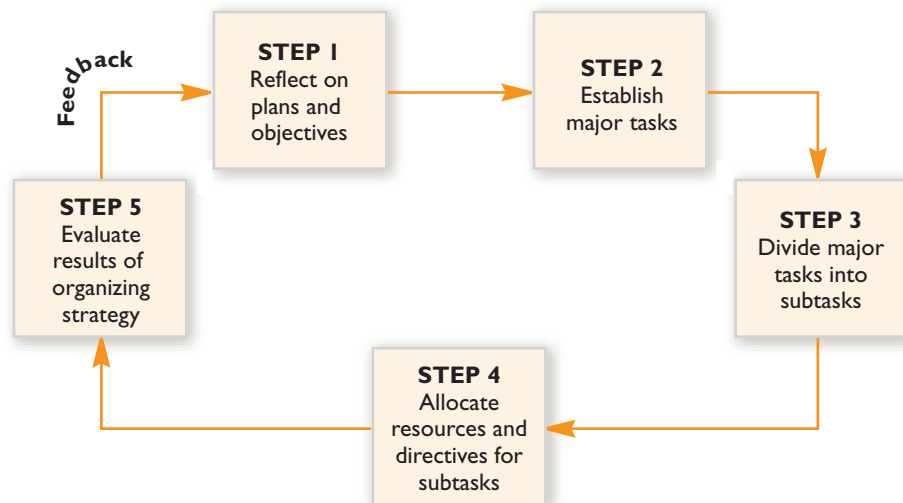 Feedback
STEP 1
Reflect on
plans and
objectives
STEP 2
Establish
major tasks
STEP 3
Divide major
tasks into
subtasks
STEP 4
Allocate
resources and
directives for
subtasks
STEP 5
Evaluate
results of
organizing
strategy